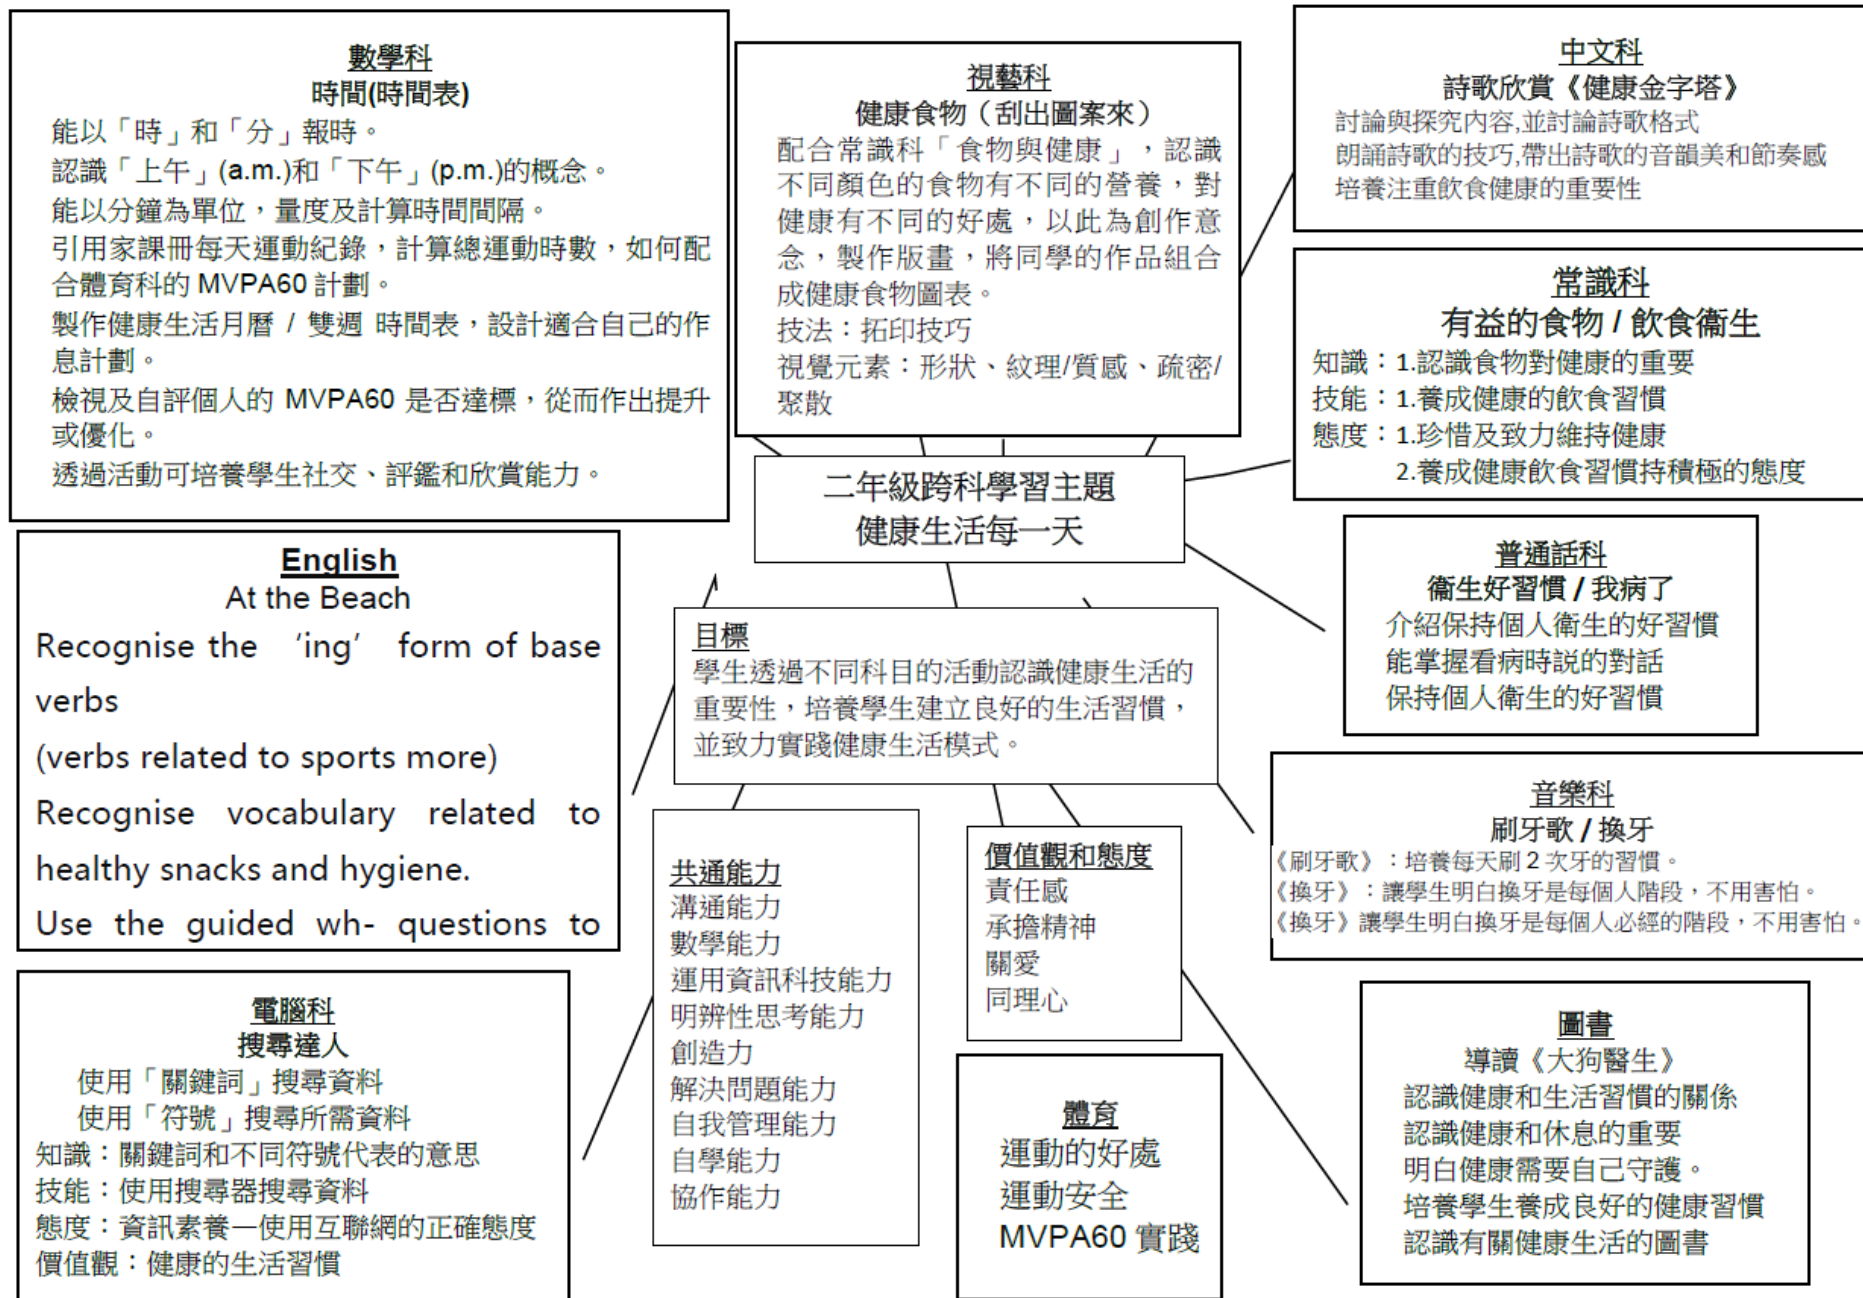 數學科
時間(時間表)
能以「時」和「分」報時。
認識「上午」(a.m.)和「下午」(p.m.)的概念。
能以分鐘為單位，量度及計算時間間隔。
引用家課冊每天運動紀錄，計算總運動時數，如何配
合體育科的 MVPA60 計劃。
製作健康生活月曆 / 雙週 時間表，設計適合自己的作
息計劃。
檢視及自評個人的 MVPA60 是否達標，從而作出提升
或優化。
透過活動可培養學生社交、評鑑和欣賞能力。
視藝科
健康食物（刮出圖案來）
配合常識科「食物與健康」，認識
不同顏色的食物有不同的營養，對
健康有不同的好處，以此為創作意
念，製作版畫，將同學的作品組合
成健康食物圖表。
技法：拓印技巧
視覺元素：形狀、紋理/質感、疏密/
聚散
中文科
詩歌欣賞《健康金字塔》
討論與探究內容,並討論詩歌格式
朗誦詩歌的技巧,帶出詩歌的音韻美和節奏感
培養注重飲食健康的重要性
常識科
有益的食物 / 飲食衞生
知識：1.認識食物對健康的重要
技能：1.養成健康的飲食習慣
態度：1.珍惜及致力維持健康
2.養成健康飲食習慣持積極的態度
二年級跨科學習主題
健康生活每一天
English
At the Beach
Recognise the ‘ing’ form of base
verbs
(verbs related to sports more)
Recognise vocabulary related to
healthy snacks and hygiene.
Use the guided wh- questions to
目標
學生透過不同科目的活動認識健康生活的
重要性，培養學生建立良好的生活習慣，
並致力實踐健康生活模式。
普通話科
衞生好習慣 / 我病了
介紹保持個人衞生的好習慣
能掌握看病時説的對話
保持個人衞生的好習慣
音樂科
刷牙歌 / 換牙
《刷牙歌》：培養每天刷 2 次牙的習慣。
《換牙》：讓學生明白換牙是每個人階段，不用害怕。
《換牙》讓學生明白換牙是每個人必經的階段，不用害怕。
電腦科
搜尋達人
使用「關鍵詞」搜尋資料
使用「符號」搜尋所需資料
知識：關鍵詞和不同符號代表的意思
技能：使用搜尋器搜尋資料
態度：資訊素養—使用互聯網的正確態度
價值觀：健康的生活習慣
共通能力
溝通能力
數學能力
運用資訊科技能力
明辨性思考能力
創造力
解決問題能力
自我管理能力
自學能力
協作能力
價值觀和態度
責任感
承擔精神
關愛
同理心
體育
運動的好處
運動安全
MVPA60 實踐
圖書
導讀《大狗醫生》
認識健康和生活習慣的關係
認識健康和休息的重要
明白健康需要自己守護。
培養學生養成良好的健康習慣
認識有關健康生活的圖書